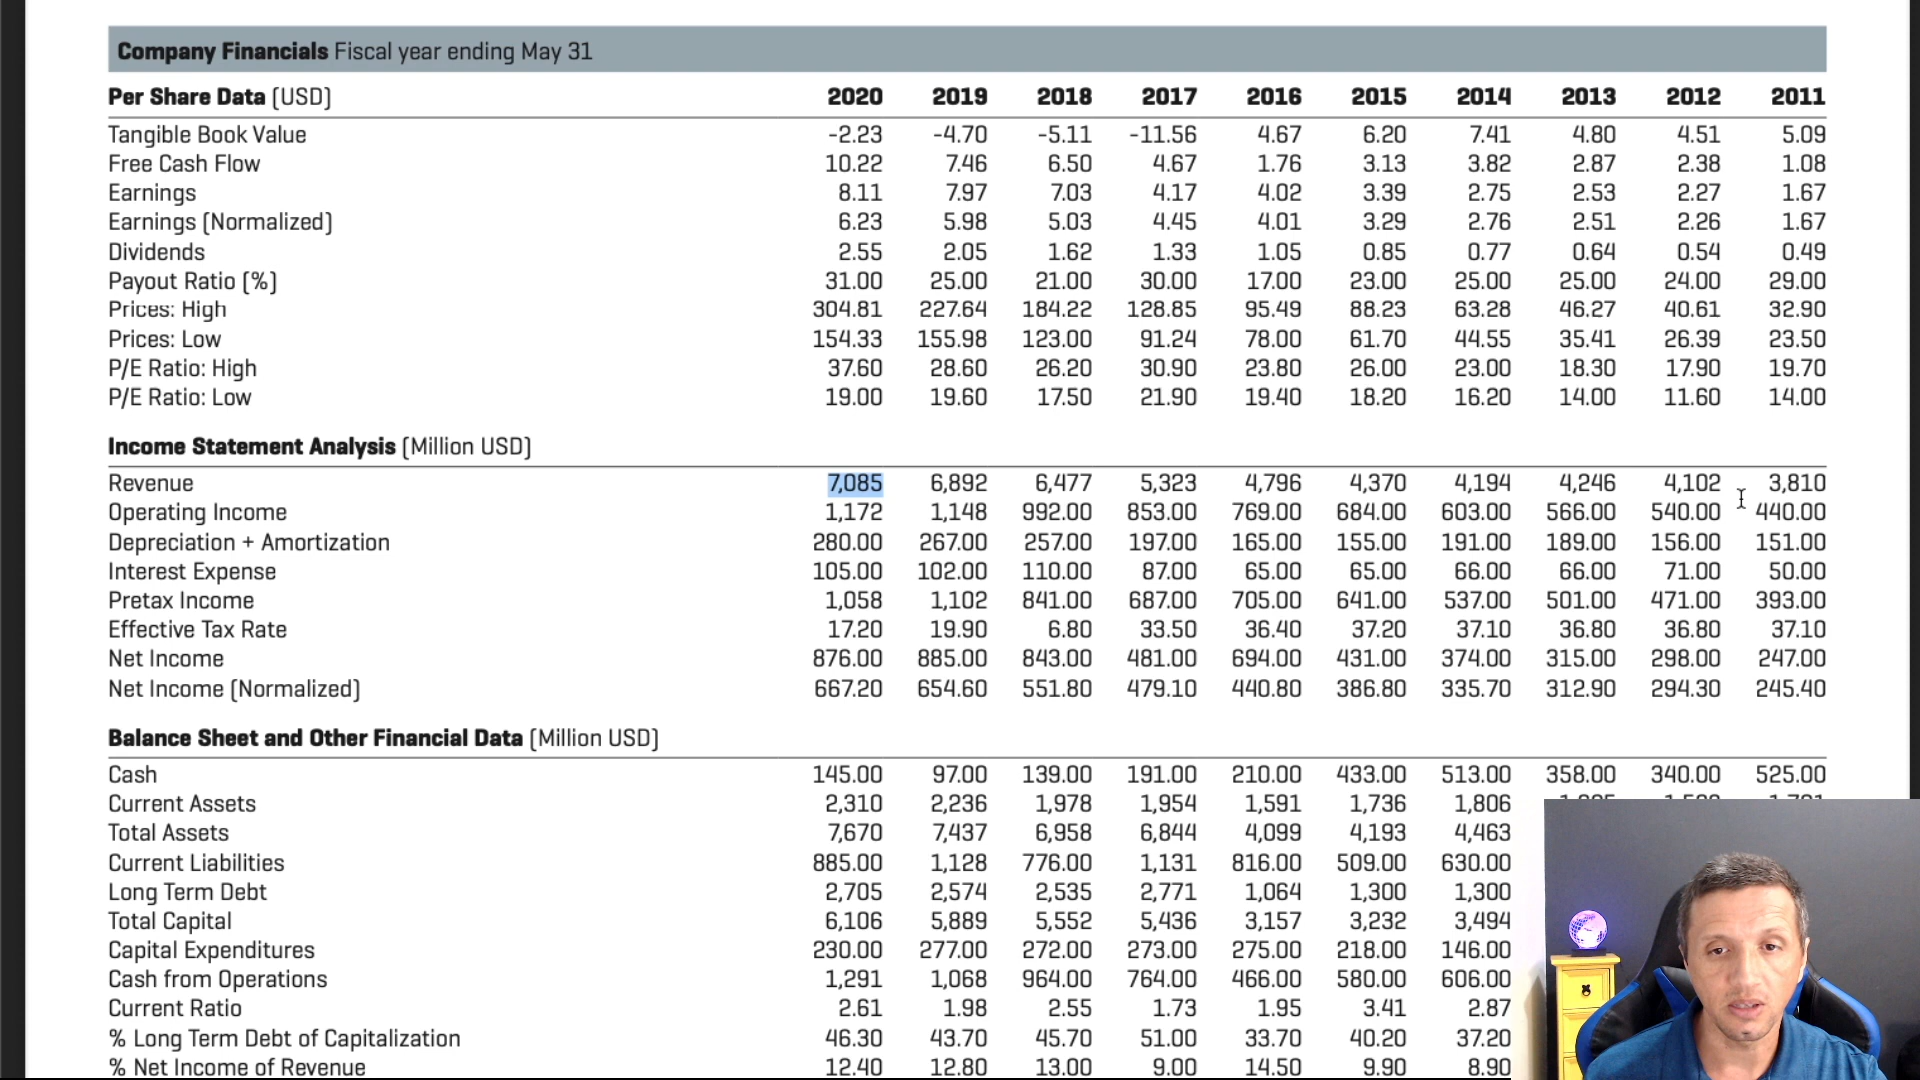 Company Financials Fiscal year ending May 31
Per Share Data (USD) 2020 2019 2018 2017 2016 2015 2014 2013 2012 2011
Tangible Book Value -2.23 -4.70 -5.11 -11.56 4.67 6.20 7.41 4.80 4.51 5.09
Free Cash Flow 10.22 7.46 6.50 4.67 1.76 3.13 3.82 2.87 2.38 1.08
Earnings 8.11 7.97 7.03 4.17 4.02 3.39 2.75 2.53 2.27 1.67
Earnings (Normalized) 6.23 5.98 5.03 4.45 4.01 3.29 2.76 2.51 2.26 1.67
Dividends 2.55 2.05 1.62 1.33 1.05 0.85 0.77 0.64 0.54 0.49
Payout Ratio (%) 31.00 25.00 21.00 30.00 17.00 23.00 25.00 25.00 24.00 29.00
Prices: High 304.81 227.64 184.22 128.85 95.49 88.23 63.28 46.27 40.61 32.90
Prices: Low 154.33 155.98 123.00 91.24 78.00 61.70 44.55 35.41 26.39 23.50
P/E Ratio: High 37.60 28.60 26.20 30.90 23.80 26.00 23.00 18.30 17.90 19.70
P/E Ratio: Low 19.00 19.60 17.50 21.90 19.40 18.20 16.20 14.00 11.60 14.00
Income Statement Analysis (Million USD)
Revenue 7,085 6,892 6,477 5,323 4,796 4,370 4,194 4,246 4,102 3,810
Operating Income 1,172 1,148 992.00 853.00 769.00 684.00 603.00 566.00 540.00 440.00
Depreciation + Amortization 280.00 267.00 257.00 197.00 165.00 155.00 191.00 189.00 156.00 151.00
Interest Expense 105.00 102.00 110.00 87.00 65.00 65.00 66.00 66.00 71.00 50.00
Pretax Income 1,058 1,102 841.00 687.00 705.00 641.00 537.00 501.00 471.00 393.00
Effective Tax Rate 17.20 19.90 6.80 33.50 36.40 37.20 37.10 36.80 36.80 37.10
Net Income 876.00 885.00 843.00 481.00 694.00 431.00 374.00 315.00 298.00 247.00
Net Income (Normalized) 667.20 654.60 551.80 479.10 440.80 386.80 335.70 312.90 294.30 245.40
Balance Sheet and Other Financial Data (Million USD)
Cash 145.00 97.00 139.00 191.00 210.00 433.00 513.00 358.00 340.00 525.00
Current Assets 2,310 2,236 1,978 1,954 1,591 1,736 1,806
Total Assets 7,670 7,437 6,958 6,844 4,099 4,193 4,463
Current Liabilities 885.00 1,128 776.00 1,131 816.00 509.00 630.00
Long Term Debt 2,705 2,574 2,535 2,771 1,064 1,300 1,300
Total Capital 6,106 5,889 5,552 5,436 3,157 3,232 3,494
Capital Expenditures 230.00 277.00 272.00 273.00 275.00 218.00 146.00
Cash from Operations 1,291 1,068 964.00 764.00 466.00 580.00 606.00
Current Ratio 2.61 1.98 2.55 1.73 1.95 3.41 2.87
% Long Term Debt of Capitalization 46.30 43.70 45.70 51.00 33.70 40.20 37.20
% Net Income of Revenue 12.40 12.80 13.00 9.00 14.50 9.90 8.90